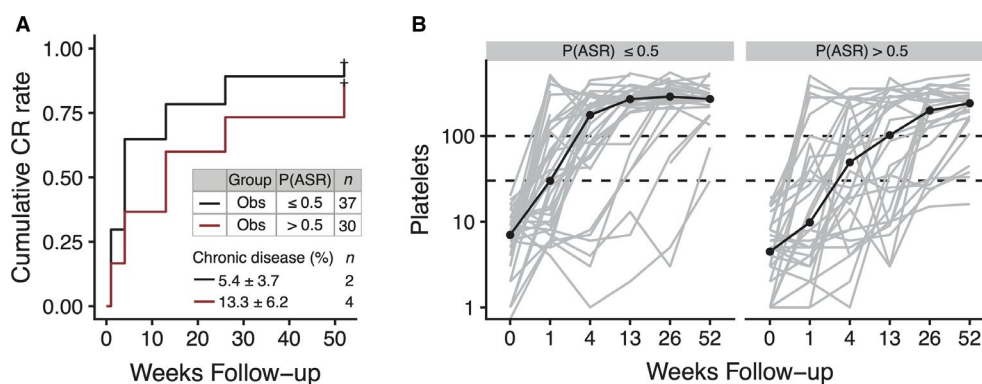 A
Cumulative CR rate
1.00
0.75
0.50
0.25
0.00
Group P(ASR) n
Obs ≤ 0.5 37
Obs > 0.5 30
Chronic disease (%) n
5.4 ± 3.7 2
13.3 ± 6.2 4
0 10 20 30 40 50
Weeks Follow–up
B
P(ASR) ≤ 0.5 P(ASR) > 0.5
Platelets
100
10
1
0 1 4 13 26 52 0 1 4 13 26 52
Weeks Follow–up